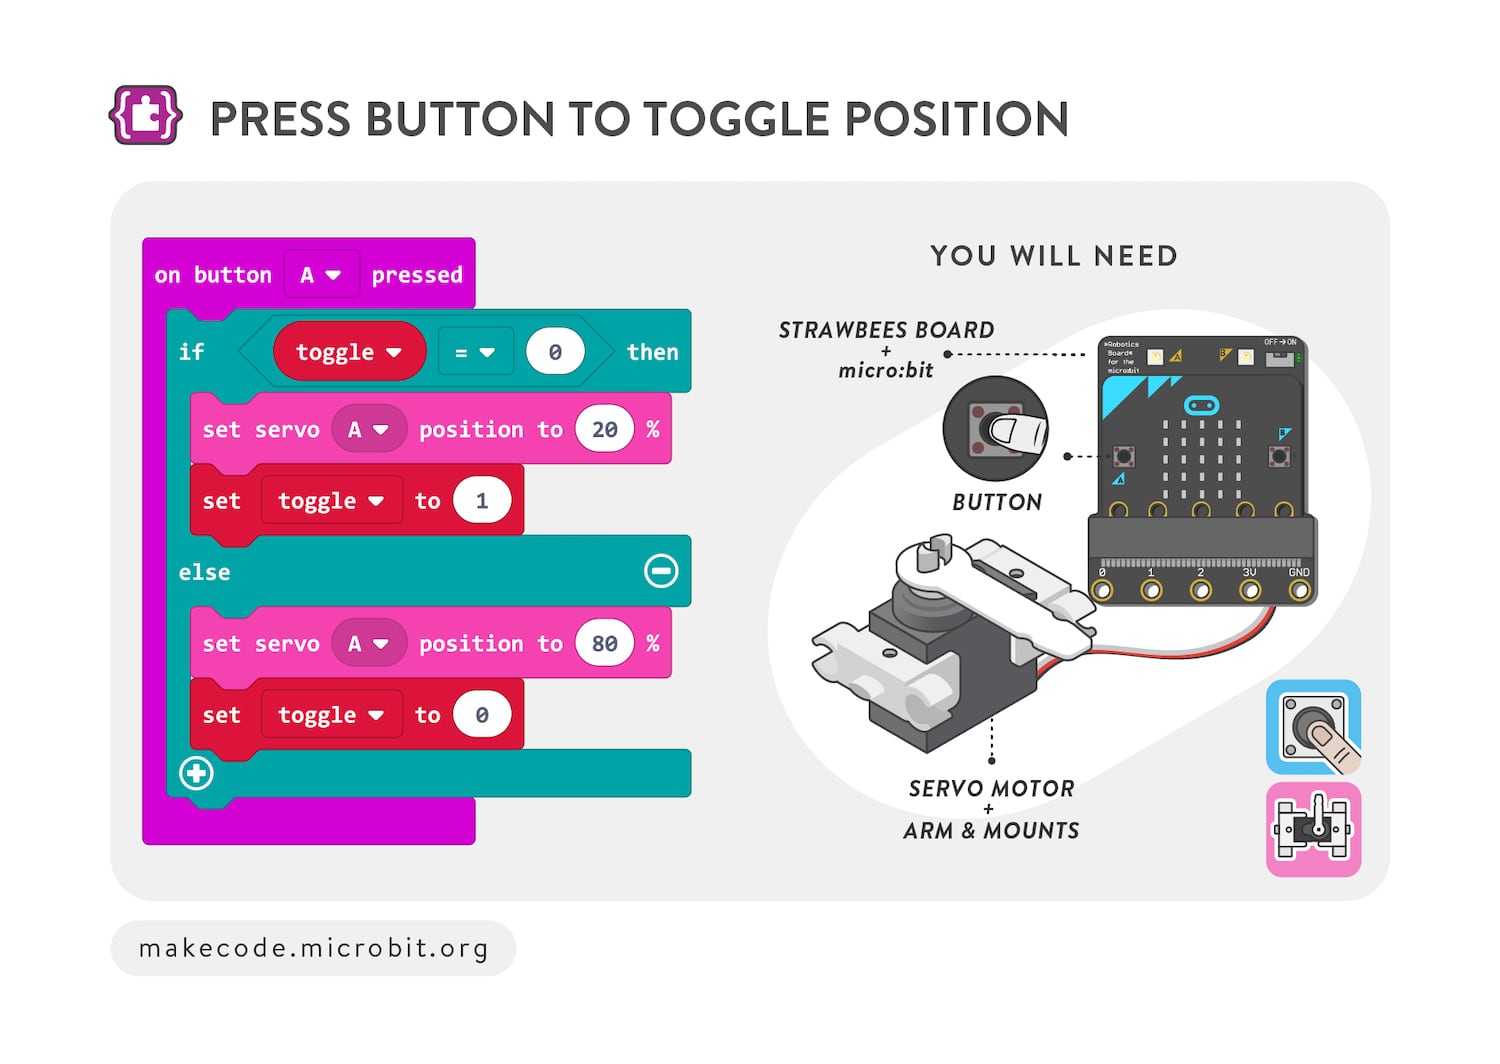 PRESS BUTTON TO TOGGLE POSITION
on button A pressed
if toggle = 0 then
set servo A position to 20 %
set toggle to 1
else
set servo A position to 80 %
set toggle to 0
YOU WILL NEED
STRAWBEES BOARD
+
micro:bit
BUTTON
Robotics
Board
for the
micro:bit
A
B
OFF→ON
B
A
0 1 2 3V GND
SERVO MOTOR
+
ARM & MOUNTS
makecode.microbit.org